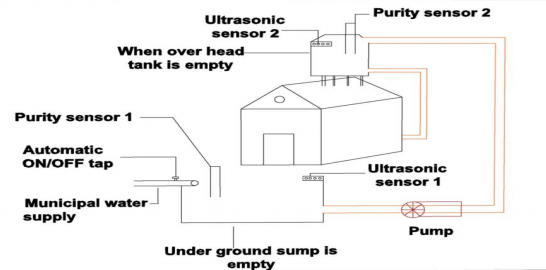 Ultrasonic
sensor 2
Purity sensor 2
When over head
tank is empty
Purity sensor 1
Automatic
ON/OFF tap
Ultrasonic
sensor 1
Municipal water
supply
Pump
Under ground sump is
empty